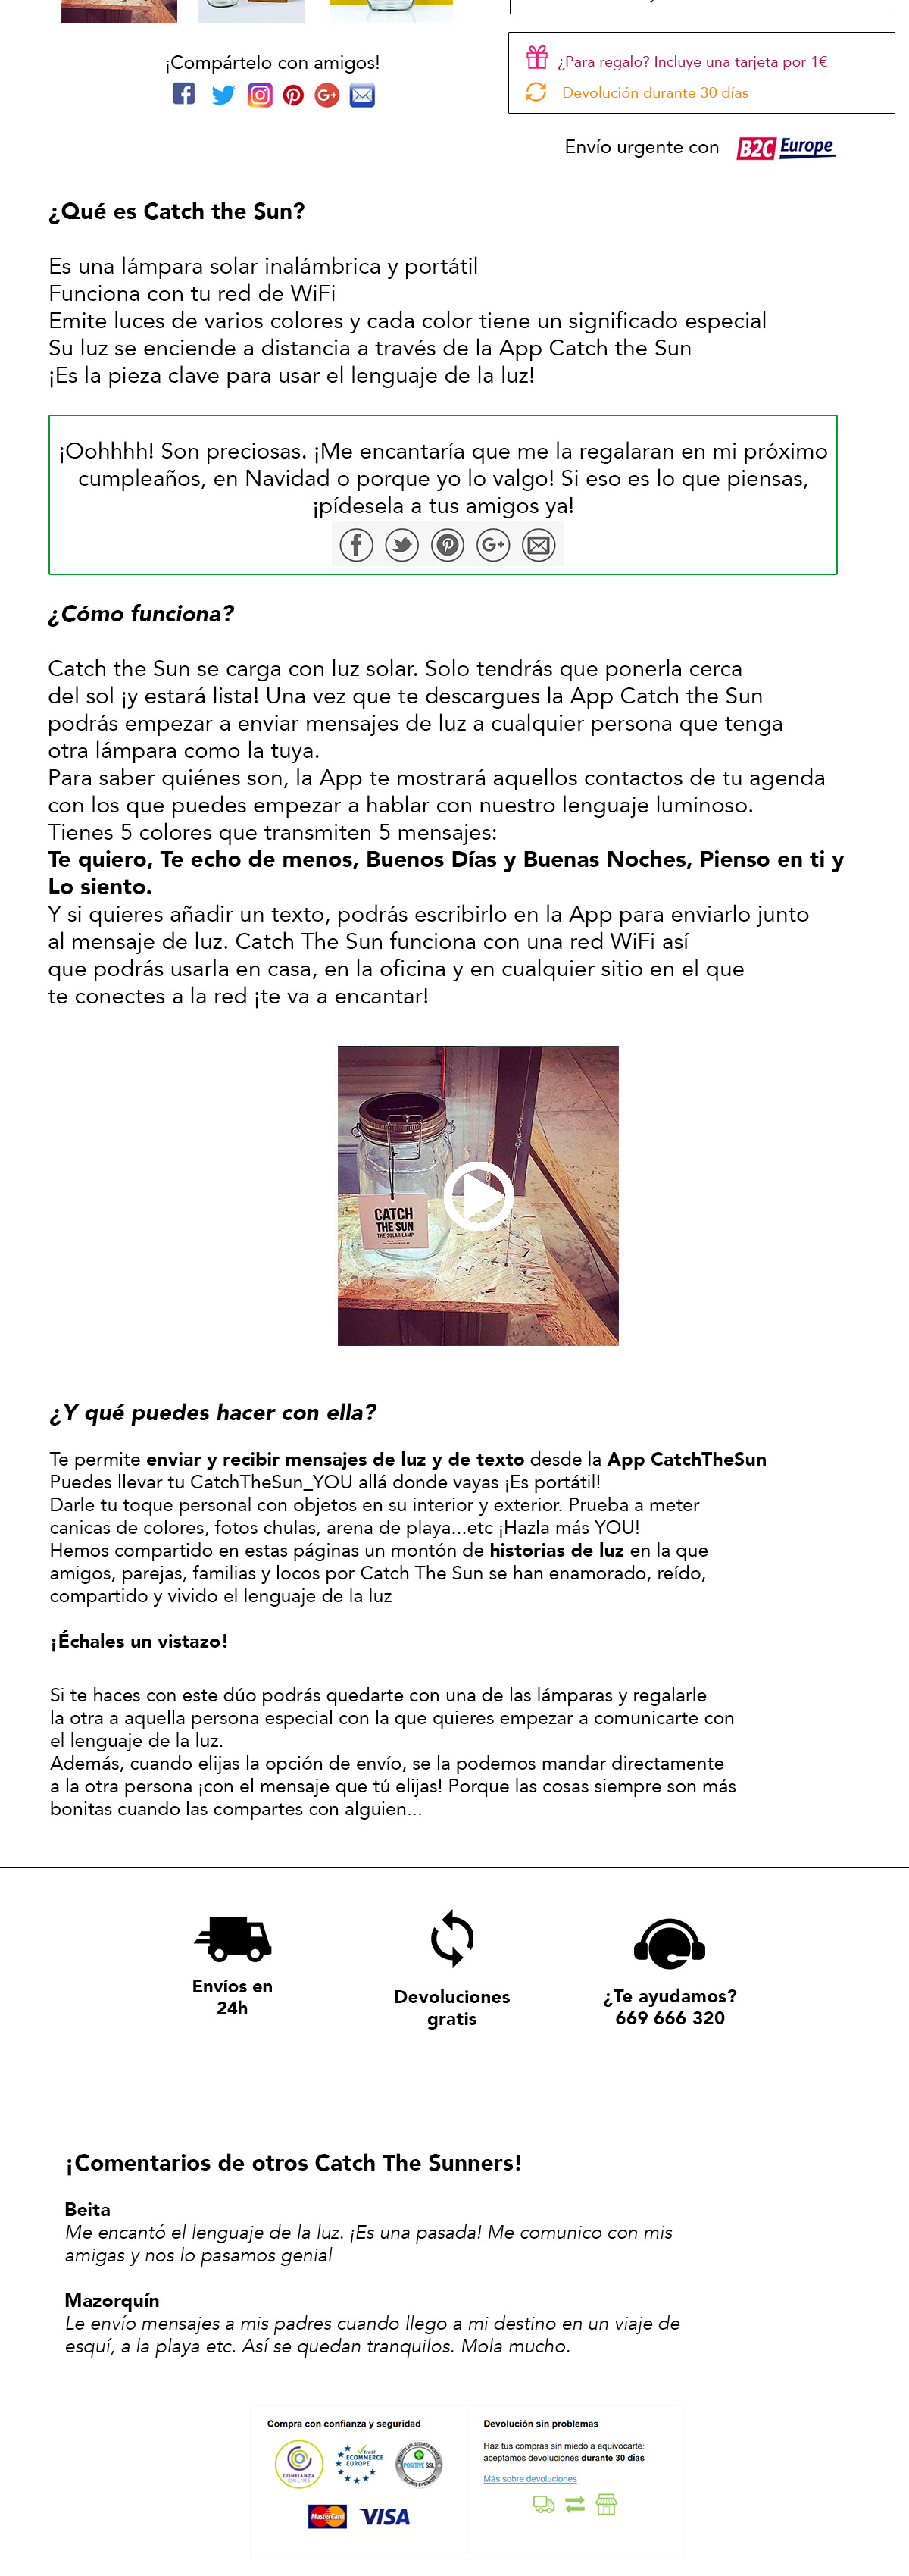 ¡Compártelo con amigos!
¿Para regalo? Incluye una tarjeta por 1€
Devolución durante 30 días
Envío urgente con B2C Europe
¿Qué es Catch the Sun?
Es una lámpara solar inalámbrica y portátil
Funciona con tu red de WiFi
Emite luces de varios colores y cada color tiene un significado especial
Su luz se enciende a distancia a través de la App Catch the Sun
¡Es la pieza clave para usar el lenguaje de la luz!
¡Oohhhh! Son preciosas. ¡Me encantaría que me la regalaran en mi próximo
cumpleaños, en Navidad o porque yo lo valgo! Si eso es lo que piensas,
¡pídesela a tus amigos ya!
¿Cómo funciona?
Catch the Sun se carga con luz solar. Solo tendrás que ponerla cerca
del sol ¡y estará lista! Una vez que te descargues la App Catch the Sun
podrás empezar a enviar mensajes de luz a cualquier persona que tenga
otra lámpara como la tuya.
Para saber quiénes son, la App te mostrará aquellos contactos de tu agenda
con los que puedes empezar a hablar con nuestro lenguaje luminoso.
Tienes 5 colores que transmiten 5 mensajes:
Te quiero, Te echo de menos, Buenos Días y Buenas Noches, Pienso en ti y
Lo siento.
Y si quieres añadir un texto, podrás escribirlo en la App para enviarlo junto
al mensaje de luz. Catch The Sun funciona con una red WiFi así
que podrás usarla en casa, en la oficina y en cualquier sitio en el que
te conectes a la red ¡te va a encantar!
CATCH
THE SUN
THE SOLAR LAMP
¿Y qué puedes hacer con ella?
Te permite enviar y recibir mensajes de luz y de texto desde la App CatchTheSun
Puedes llevar tu CatchTheSun_YOU allá donde vayas ¡Es portátil!
Darle tu toque personal con objetos en su interior y exterior. Prueba a meter
canicas de colores, fotos chulas, arena de playa...etc ¡Hazla más YOU!
Hemos compartido en estas páginas un montón de historias de luz en la que
amigos, parejas, familias y locos por Catch The Sun se han enamorado, reído,
compartido y vivido el lenguaje de la luz
¡Échales un vistazo!
Si te haces con este dúo podrás quedarte con una de las lámparas y regalarle
la otra a aquella persona especial con la que quieres empezar a comunicarte con
el lenguaje de la luz.
Además, cuando elijas la opción de envío, se la podemos mandar directamente
a la otra persona ¡con el mensaje que tú elijas! Porque las cosas siempre son más
bonitas cuando las compartes con alguien...
Envíos en
24h
Devoluciones
gratis
¿Te ayudamos?
669 666 320
¡Comentarios de otros Catch The Sunners!
Beita
Me encantó el lenguaje de la luz. ¡Es una pasada! Me comunico con mis
amigas y nos lo pasamos genial
Mazorquín
Le envío mensajes a mis padres cuando llego a mi destino en un viaje de
esquí, a la playa etc. Así se quedan tranquilos. Mola mucho.
Compra con confianza y seguridad
CONFIANZA
ONLINE
trust
ECOMMERCE
EUROPE
POSITIVE SSL
MasterCard
VISA
Devolución sin problemas
Haz tus compras sin miedo a equivocarte:
aceptamos devoluciones durante 30 días
Más sobre devoluciones